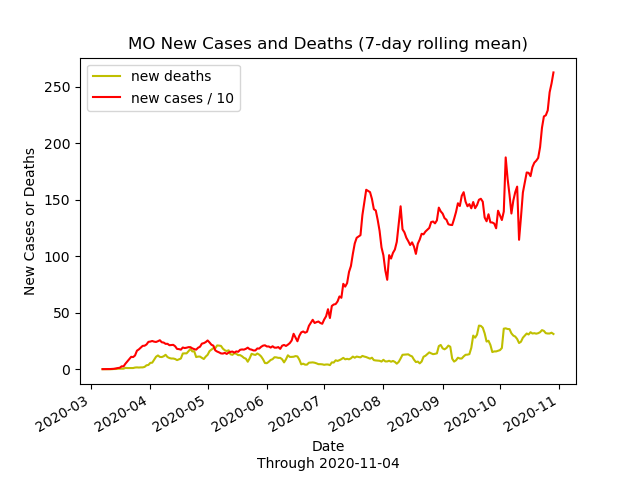 MO New Cases and Deaths (7-day rolling mean)
new deaths
new cases / 10
New Cases or Deaths
250
200
150
100
50
0
2020-03
2020-04
2020-05
2020-06
2020-07
2020-08
2020-09
2020-10
2020-11
Date
Through 2020-11-04